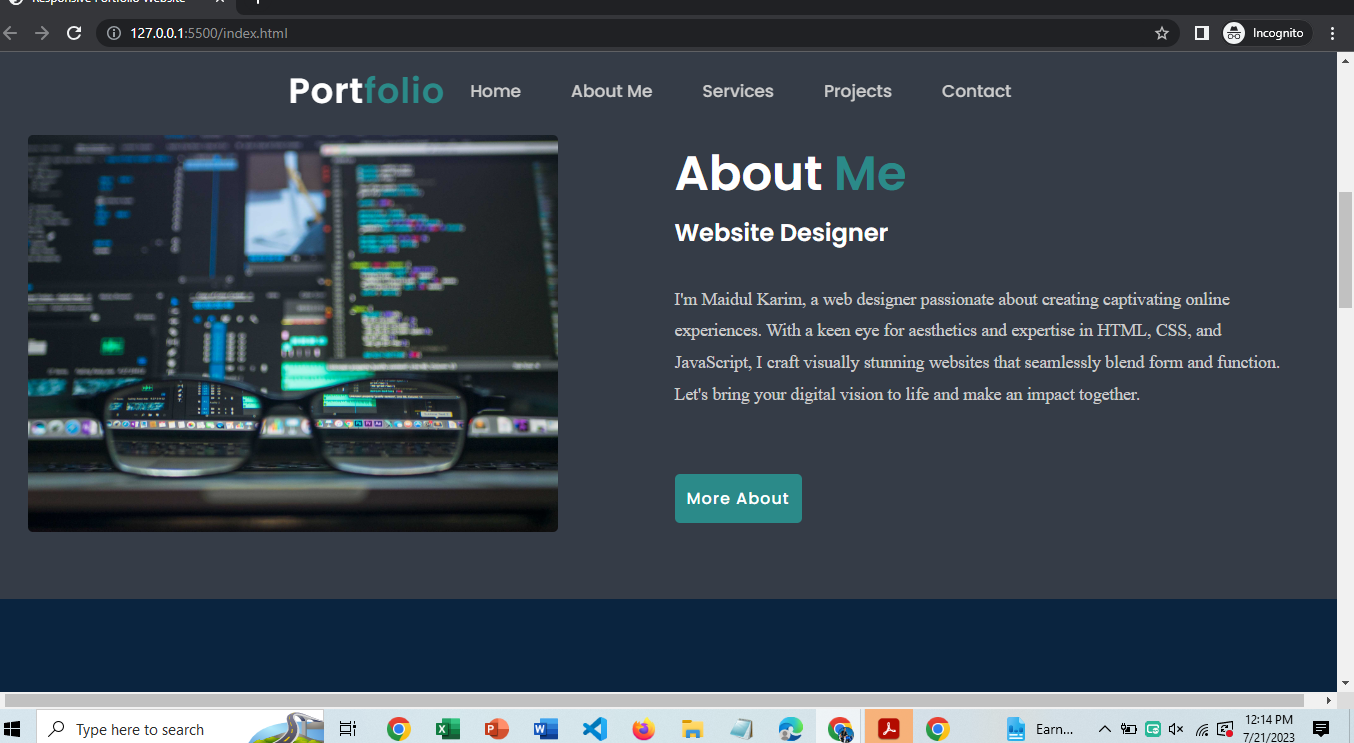 Responsive Portfolio Website
127.0.0.1:5500/index.html
Incognito
Portfolio Home About Me Services Projects Contact
About Me
Website Designer
I'm Maidul Karim, a web designer passionate about creating captivating online
experiences. With a keen eye for aesthetics and expertise in HTML, CSS, and
JavaScript, I craft visually stunning websites that seamlessly blend form and function.
Let's bring your digital vision to life and make an impact together.
More About
Type here to search
Earn...
12:14 PM
7/21/2023